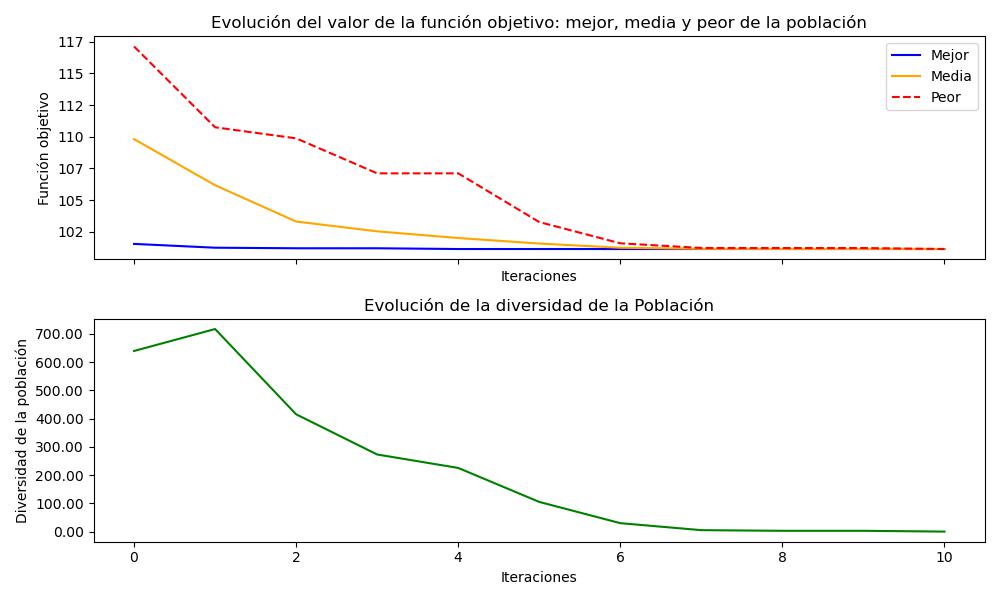 Evolución del valor de la función objetivo: mejor, media y peor de la población
117
115
112
110
107
105
102
Función objetivo
Mejor
Media
Peor
Iteraciones
Evolución de la diversidad de la Población
700.00
600.00
500.00
400.00
300.00
200.00
100.00
0.00
Diversidad de la población
0 2 4 6 8 10
Iteraciones